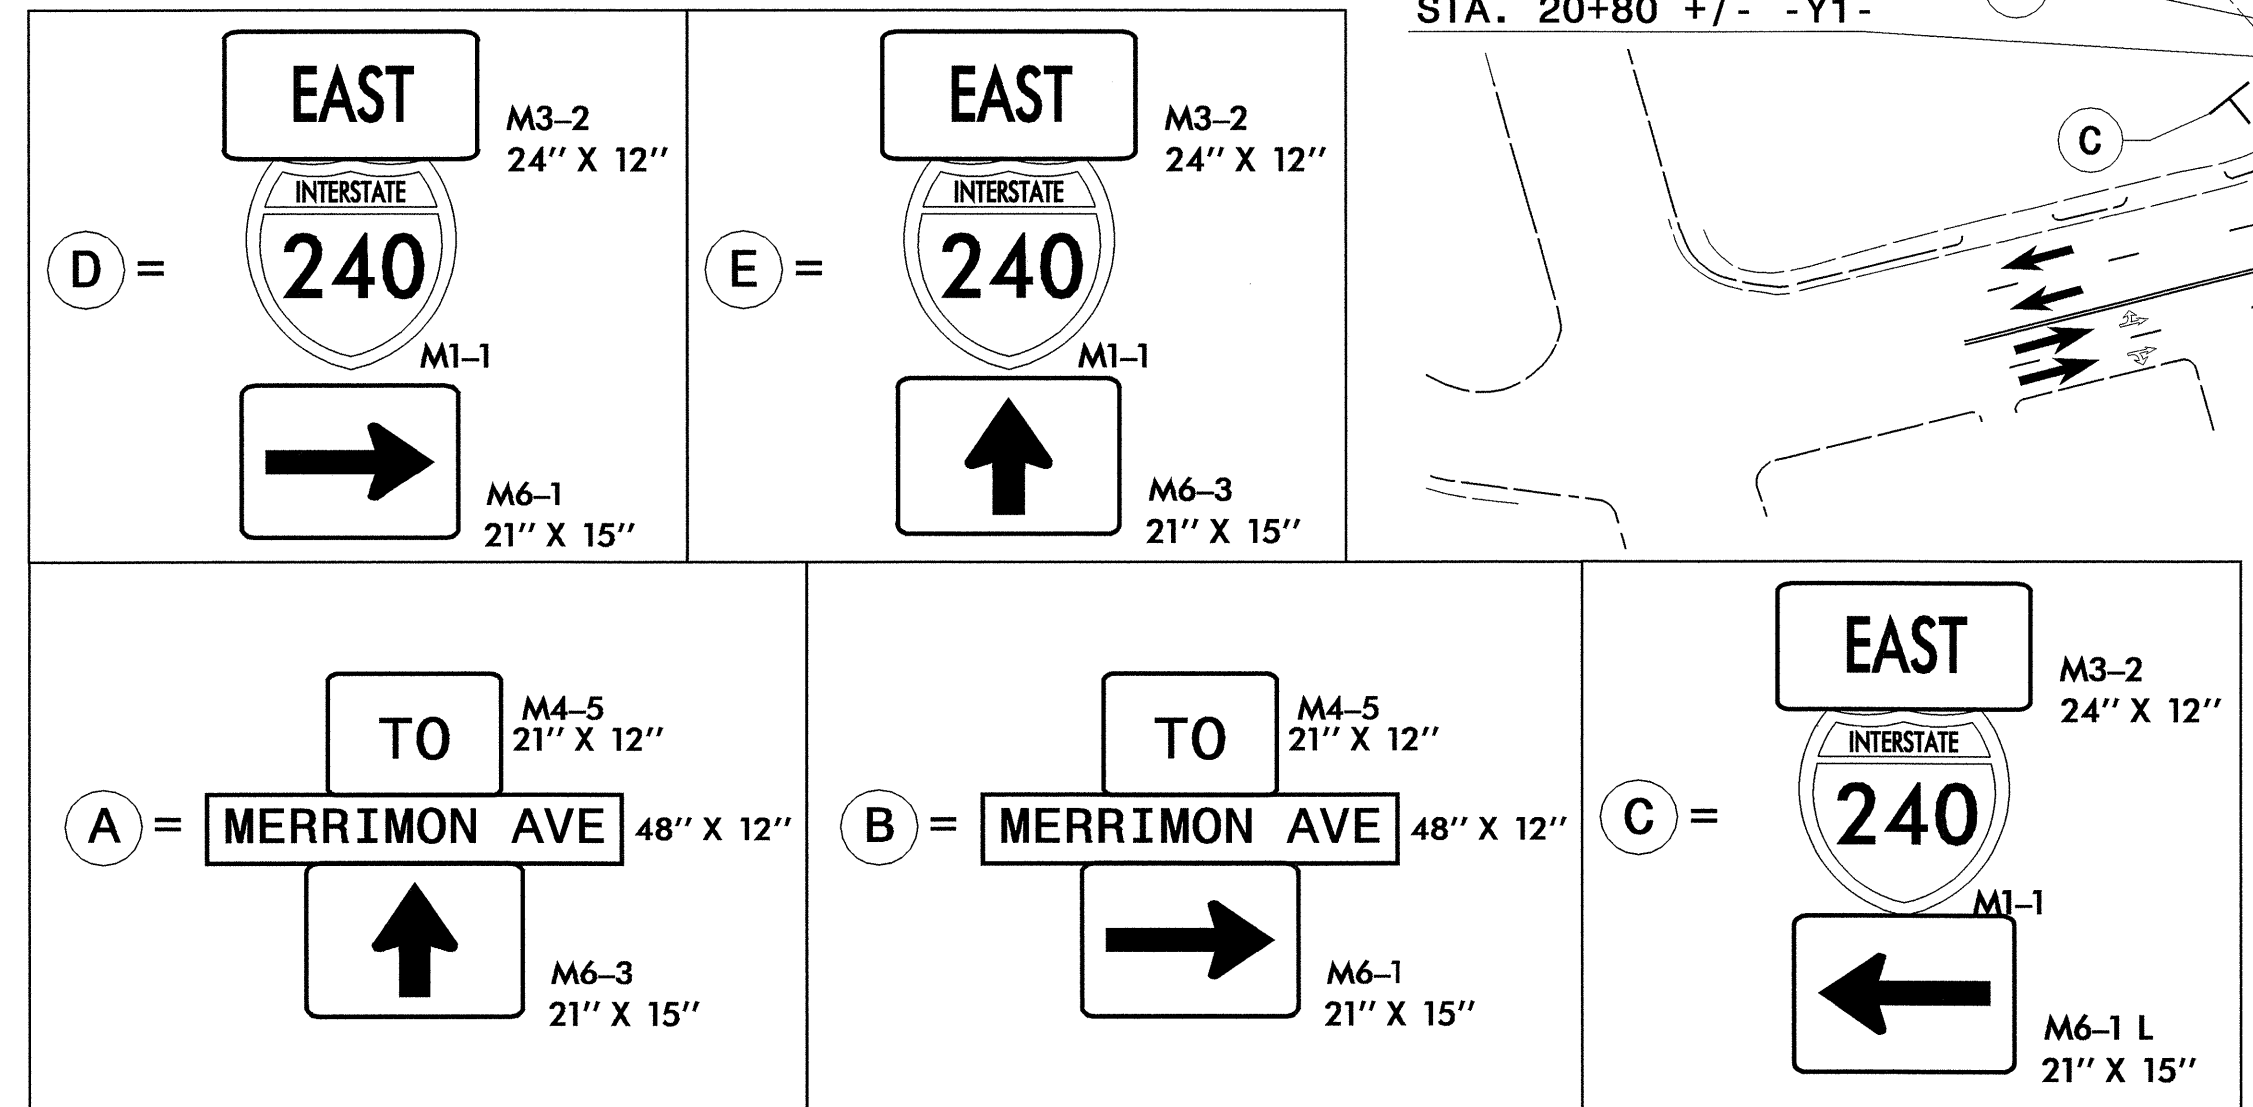 STA. 20+80 +/- -Y1-
C
D =
EAST
M3-2
24" X 12"
INTERSTATE
240
M1-1
M6-1
21" X 15"
E =
EAST
M3-2
24" X 12"
INTERSTATE
240
M1-1
M6-3
21" X 15"
A =
TO
M4-5
21" X 12"
MERRIMON AVE
48" X 12"
M6-3
21" X 15"
B =
TO
M4-5
21" X 12"
MERRIMON AVE
48" X 12"
M6-1
21" X 15"
C =
EAST
M3-2
24" X 12"
INTERSTATE
240
M1-1
M6-1 L
21" X 15"